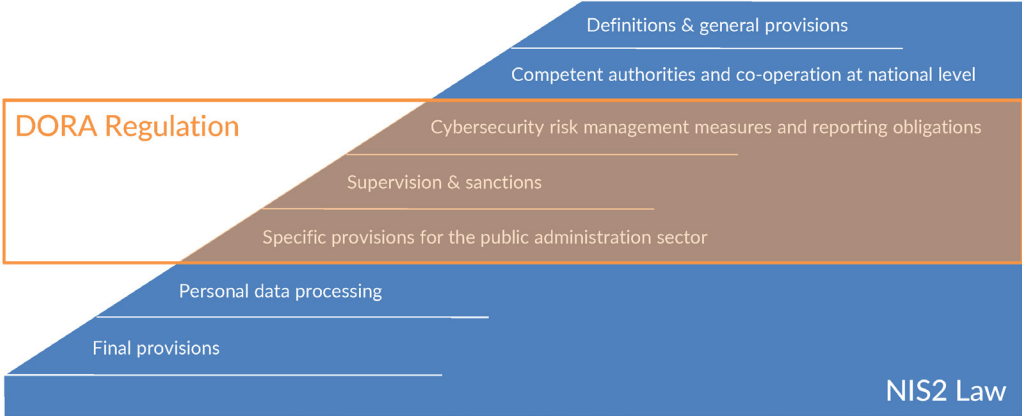 Definitions & general provisions
Competent authorities and co-operation at national level
DORA Regulation
Cybersecurity risk management measures and reporting obligations
Supervision & sanctions
Specific provisions for the public administration sector
Personal data processing
Final provisions
NIS2 Law